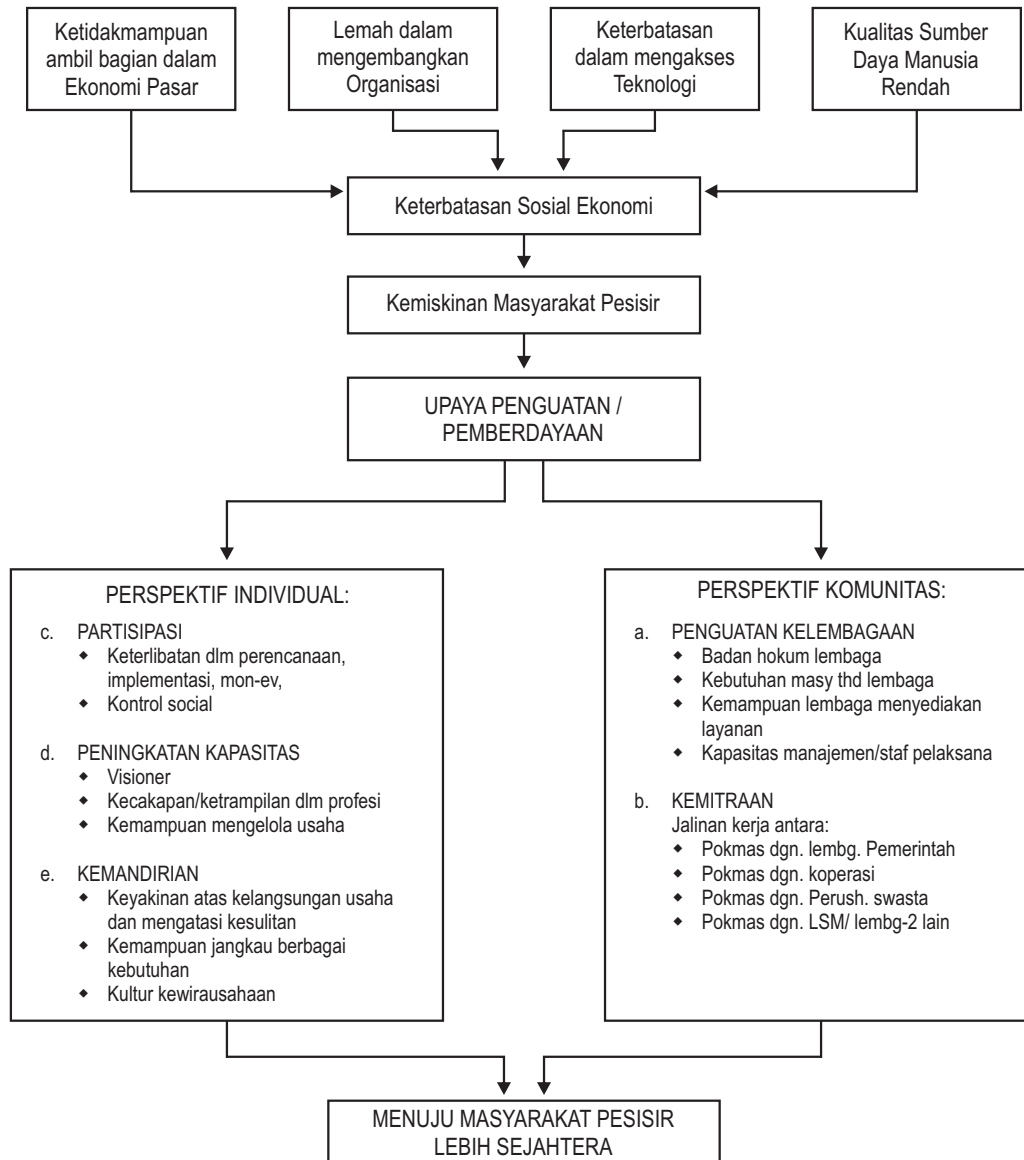 Ketidakmampuan
ambil bagian dalam
Ekonomi Pasar
Lemah dalam
mengembangkan
Organisasi
Keterbatasan
dalam mengakses
Teknologi
Kualitas Sumber
Daya Manusia
Rendah
Keterbatasan Sosial Ekonomi
Kemiskinan Masyarakat Pesisir
UPAYA PENGUATAN /
PEMBERDAYAAN
PERSPEKTIF INDIVIDUAL:
c. PARTISIPASI
◆ Keterlibatan dlm perencanaan,
implementasi, mon-ev,
◆ Kontrol social
d. PENINGKATAN KAPASITAS
◆ Visioner
◆ Kecakapan/ketrampilan dlm profesi
◆ Kemampuan mengelola usaha
e. KEMANDIRIAN
◆ Keyakinan atas kelangsungan usaha
dan mengatasi kesulitan
◆ Kemampuan jangkau berbagai
kebutuhan
◆ Kultur kewirausahaan
PERSPEKTIF KOMUNITAS:
a. PENGUATAN KELEMBAGAAN
◆ Badan hokum lembaga
◆ Kebutuhan masy thd lembaga
◆ Kemampuan lembaga menyediakan
layanan
◆ Kapasitas manajemen/staf pelaksana
b. KEMITRAAN
Jalinan kerja antara:
◆ Pokmas dgn. lembg. Pemerintah
◆ Pokmas dgn. koperasi
◆ Pokmas dgn. Perush. swasta
◆ Pokmas dgn. LSM/ lembg-2 lain
MENUJU MASYARAKAT PESISIR
LEBIH SEJAHTERA